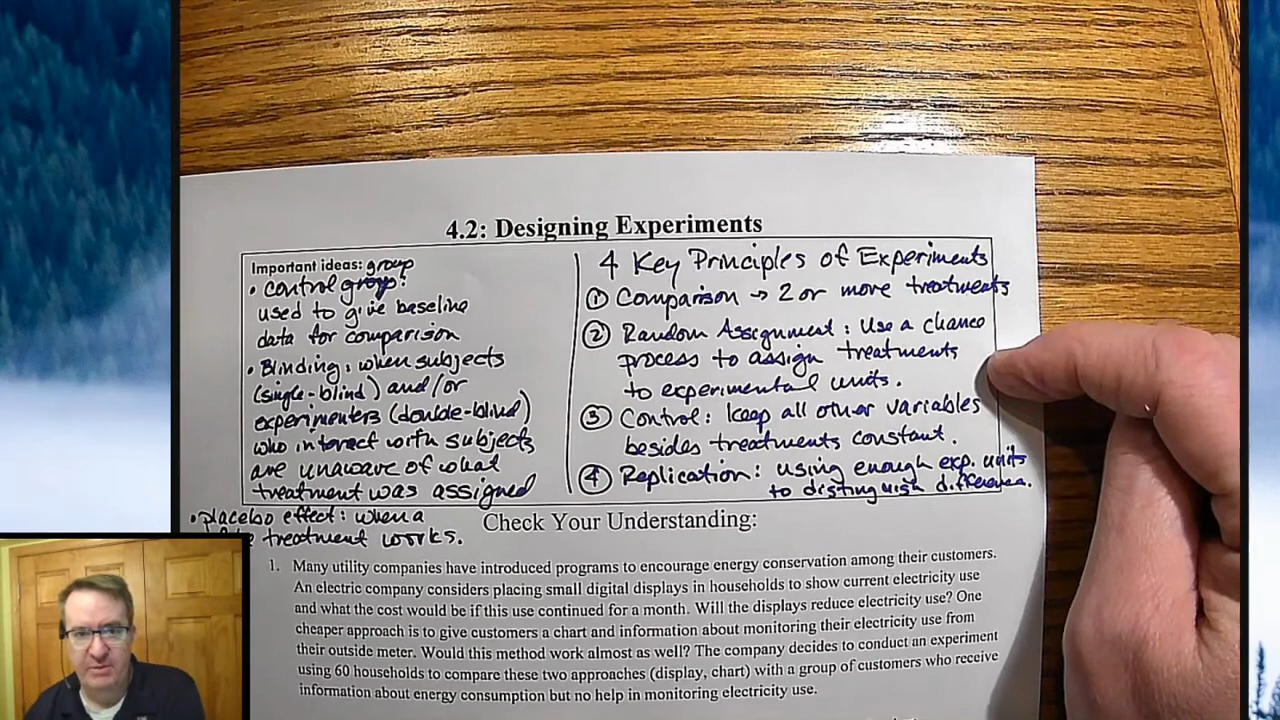 4.2: Designing Experiments
Important ideas: group
• control group:
used to give baseline
data for comparison
• Blinding: when subjects
(single-blind) and/or
experimenters (double-blind)
who interact with subjects
are unaware of what
treatment was assigned
• placebo effect: when a
treatment works.
4 Key Principles of Experiments
① Comparison → 2 or more treatments
② Random Assignment: Use a chance
process to assign treatments
to experimental units.
③ Control: keep all other variables
besides treatments constant.
④ Replication: using enough exp. units
to distinguish difference.
Check Your Understanding:
1. Many utility companies have introduced programs to encourage energy conservation among their customers.
An electric company considers placing small digital displays in households to show current electricity use
and what the cost would be if this use continued for a month. Will the displays reduce electricity use? One
cheaper approach is to give customers a chart and information about monitoring their electricity use from
their outside meter. Would this method work almost as well? The company decides to conduct an experiment
using 60 households to compare these two approaches (display, chart) with a group of customers who receive
information about energy consumption but no help in monitoring electricity use.